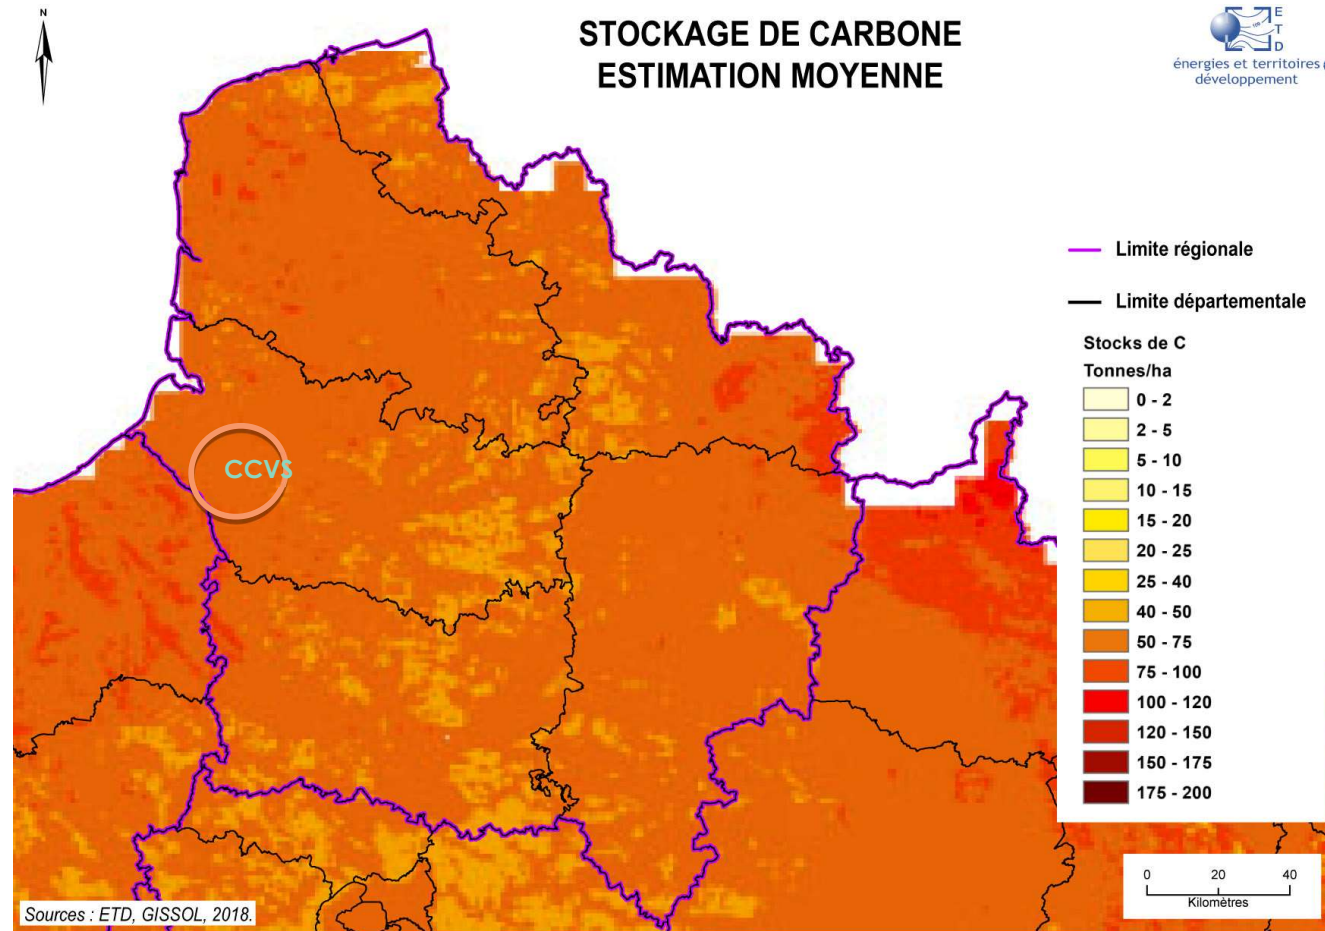 N
STOCKAGE DE CARBONE
ESTIMATION MOYENNE
E
T
D
énergies et territoires
développement
Limite régionale
Limite départementale
Stocks de C
Tonnes/ha
0 - 2
2 - 5
5 - 10
10 - 15
15 - 20
20 - 25
25 - 40
40 - 50
50 - 75
75 - 100
100 - 120
120 - 150
150 - 175
175 - 200
CCVS
0 20 40
Kilomètres
Sources : ETD, GISSOL, 2018.